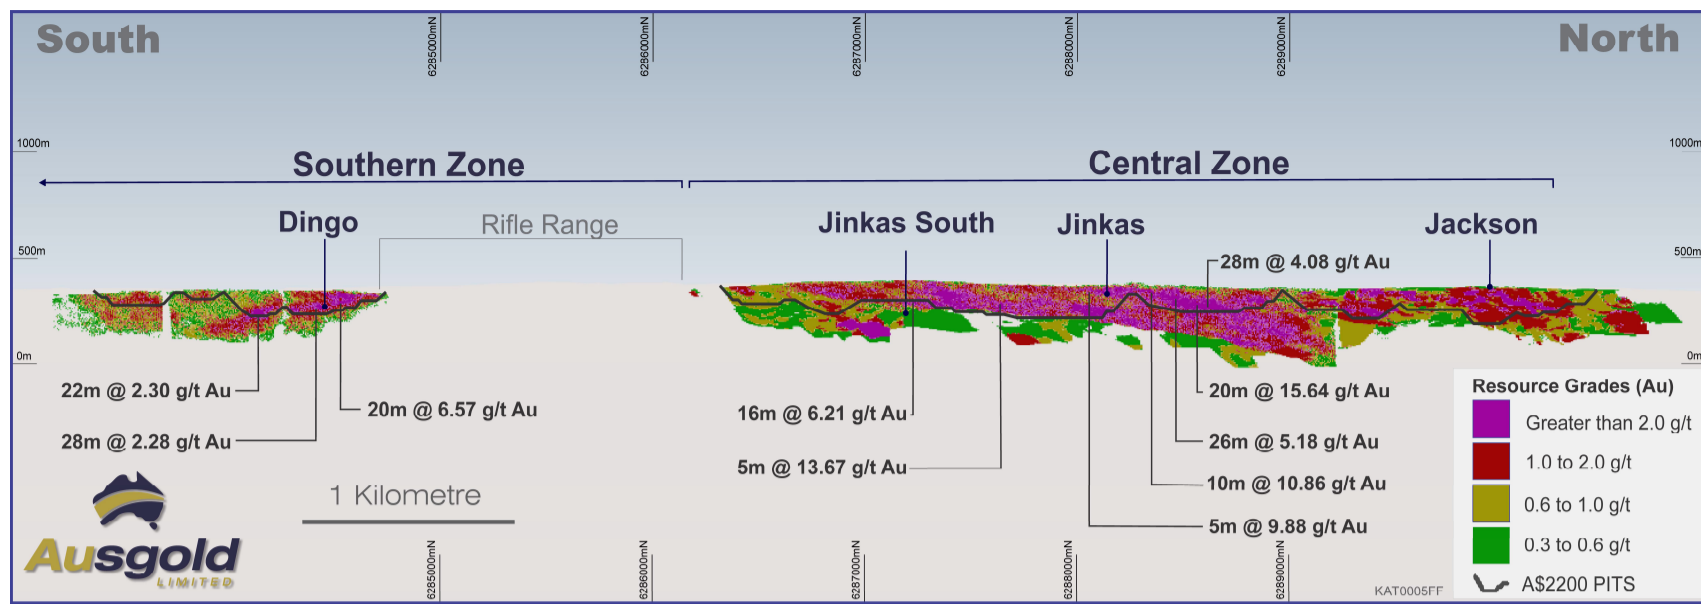 South
North
6285000mN
6286000mN
6287000mN
6288000mN
6289000mN
1000m
1000m
Southern Zone
Central Zone
Dingo
Rifle Range
Jinkas South
Jinkas
Jackson
500m
500m
28m @ 4.08 g/t Au
0m
0m
22m @ 2.30 g/t Au
20m @ 6.57 g/t Au
28m @ 2.28 g/t Au
16m @ 6.21 g/t Au
5m @ 13.67 g/t Au
20m @ 15.64 g/t Au
26m @ 5.18 g/t Au
10m @ 10.86 g/t Au
5m @ 9.88 g/t Au
Resource Grades (Au)
Greater than 2.0 g/t
1.0 to 2.0 g/t
0.6 to 1.0 g/t
0.3 to 0.6 g/t
A$2200 PITS
1 Kilometre
Ausgold
LIMITED
6285000mN
6286000mN
6287000mN
6288000mN
6289000mN
KAT0005FF